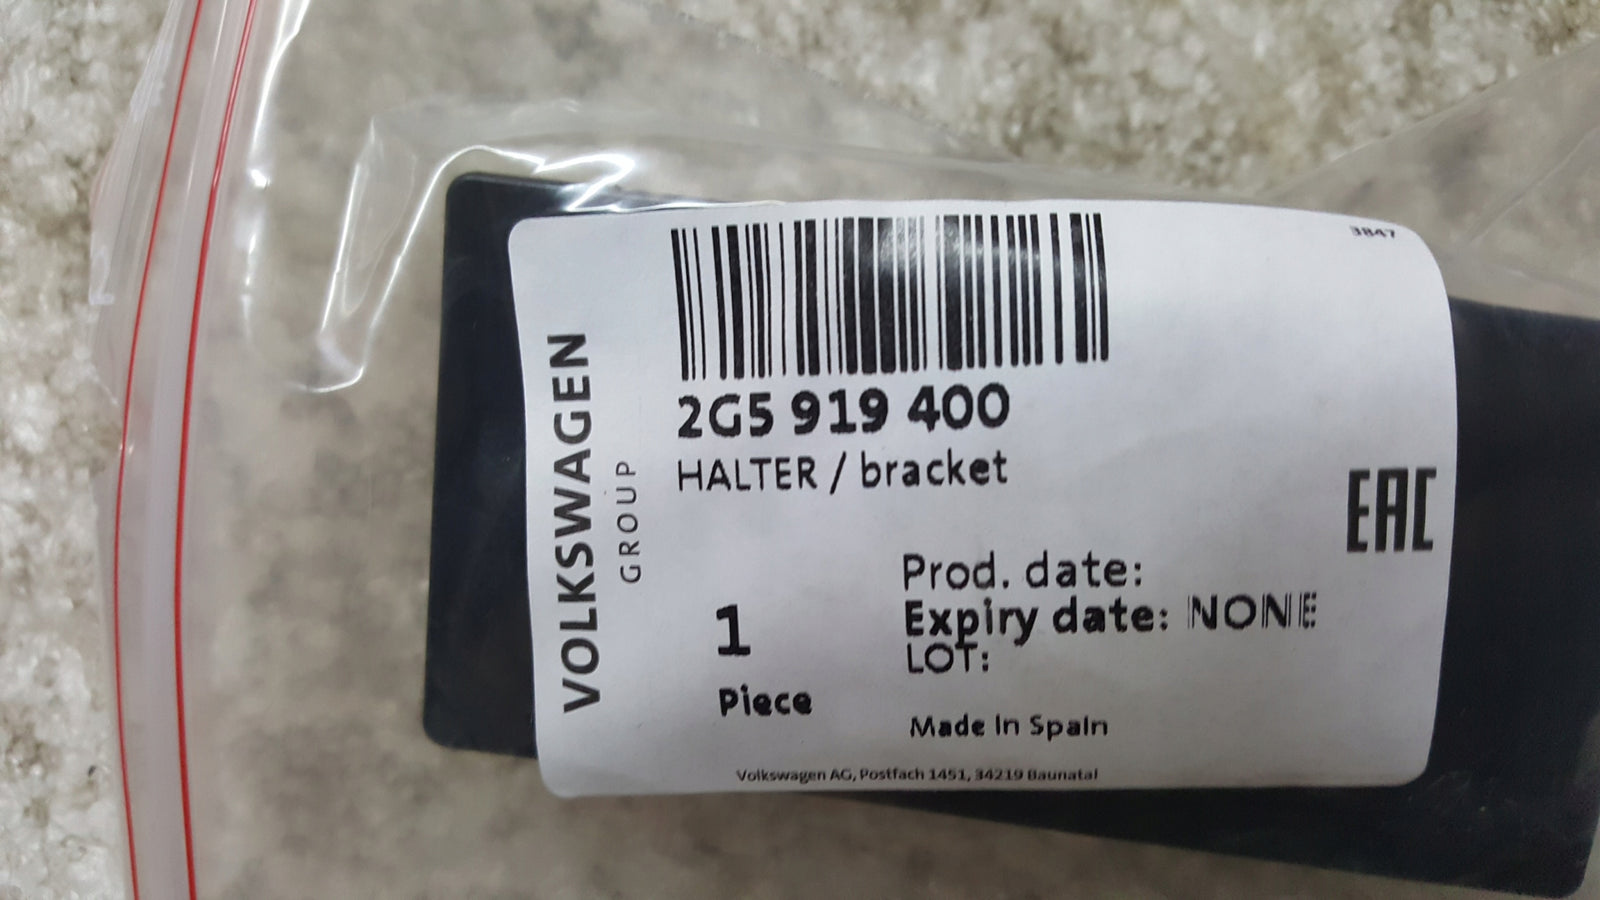 3847
VOLKSWAGEN
GROUP
2G5 919 400
HALTER / bracket
EAC
Prod. date:
Expiry date: NONE
LOT:
1
Piece
Made in Spain
Volkswagen AG, Postfach 1451, 34219 Baunatal